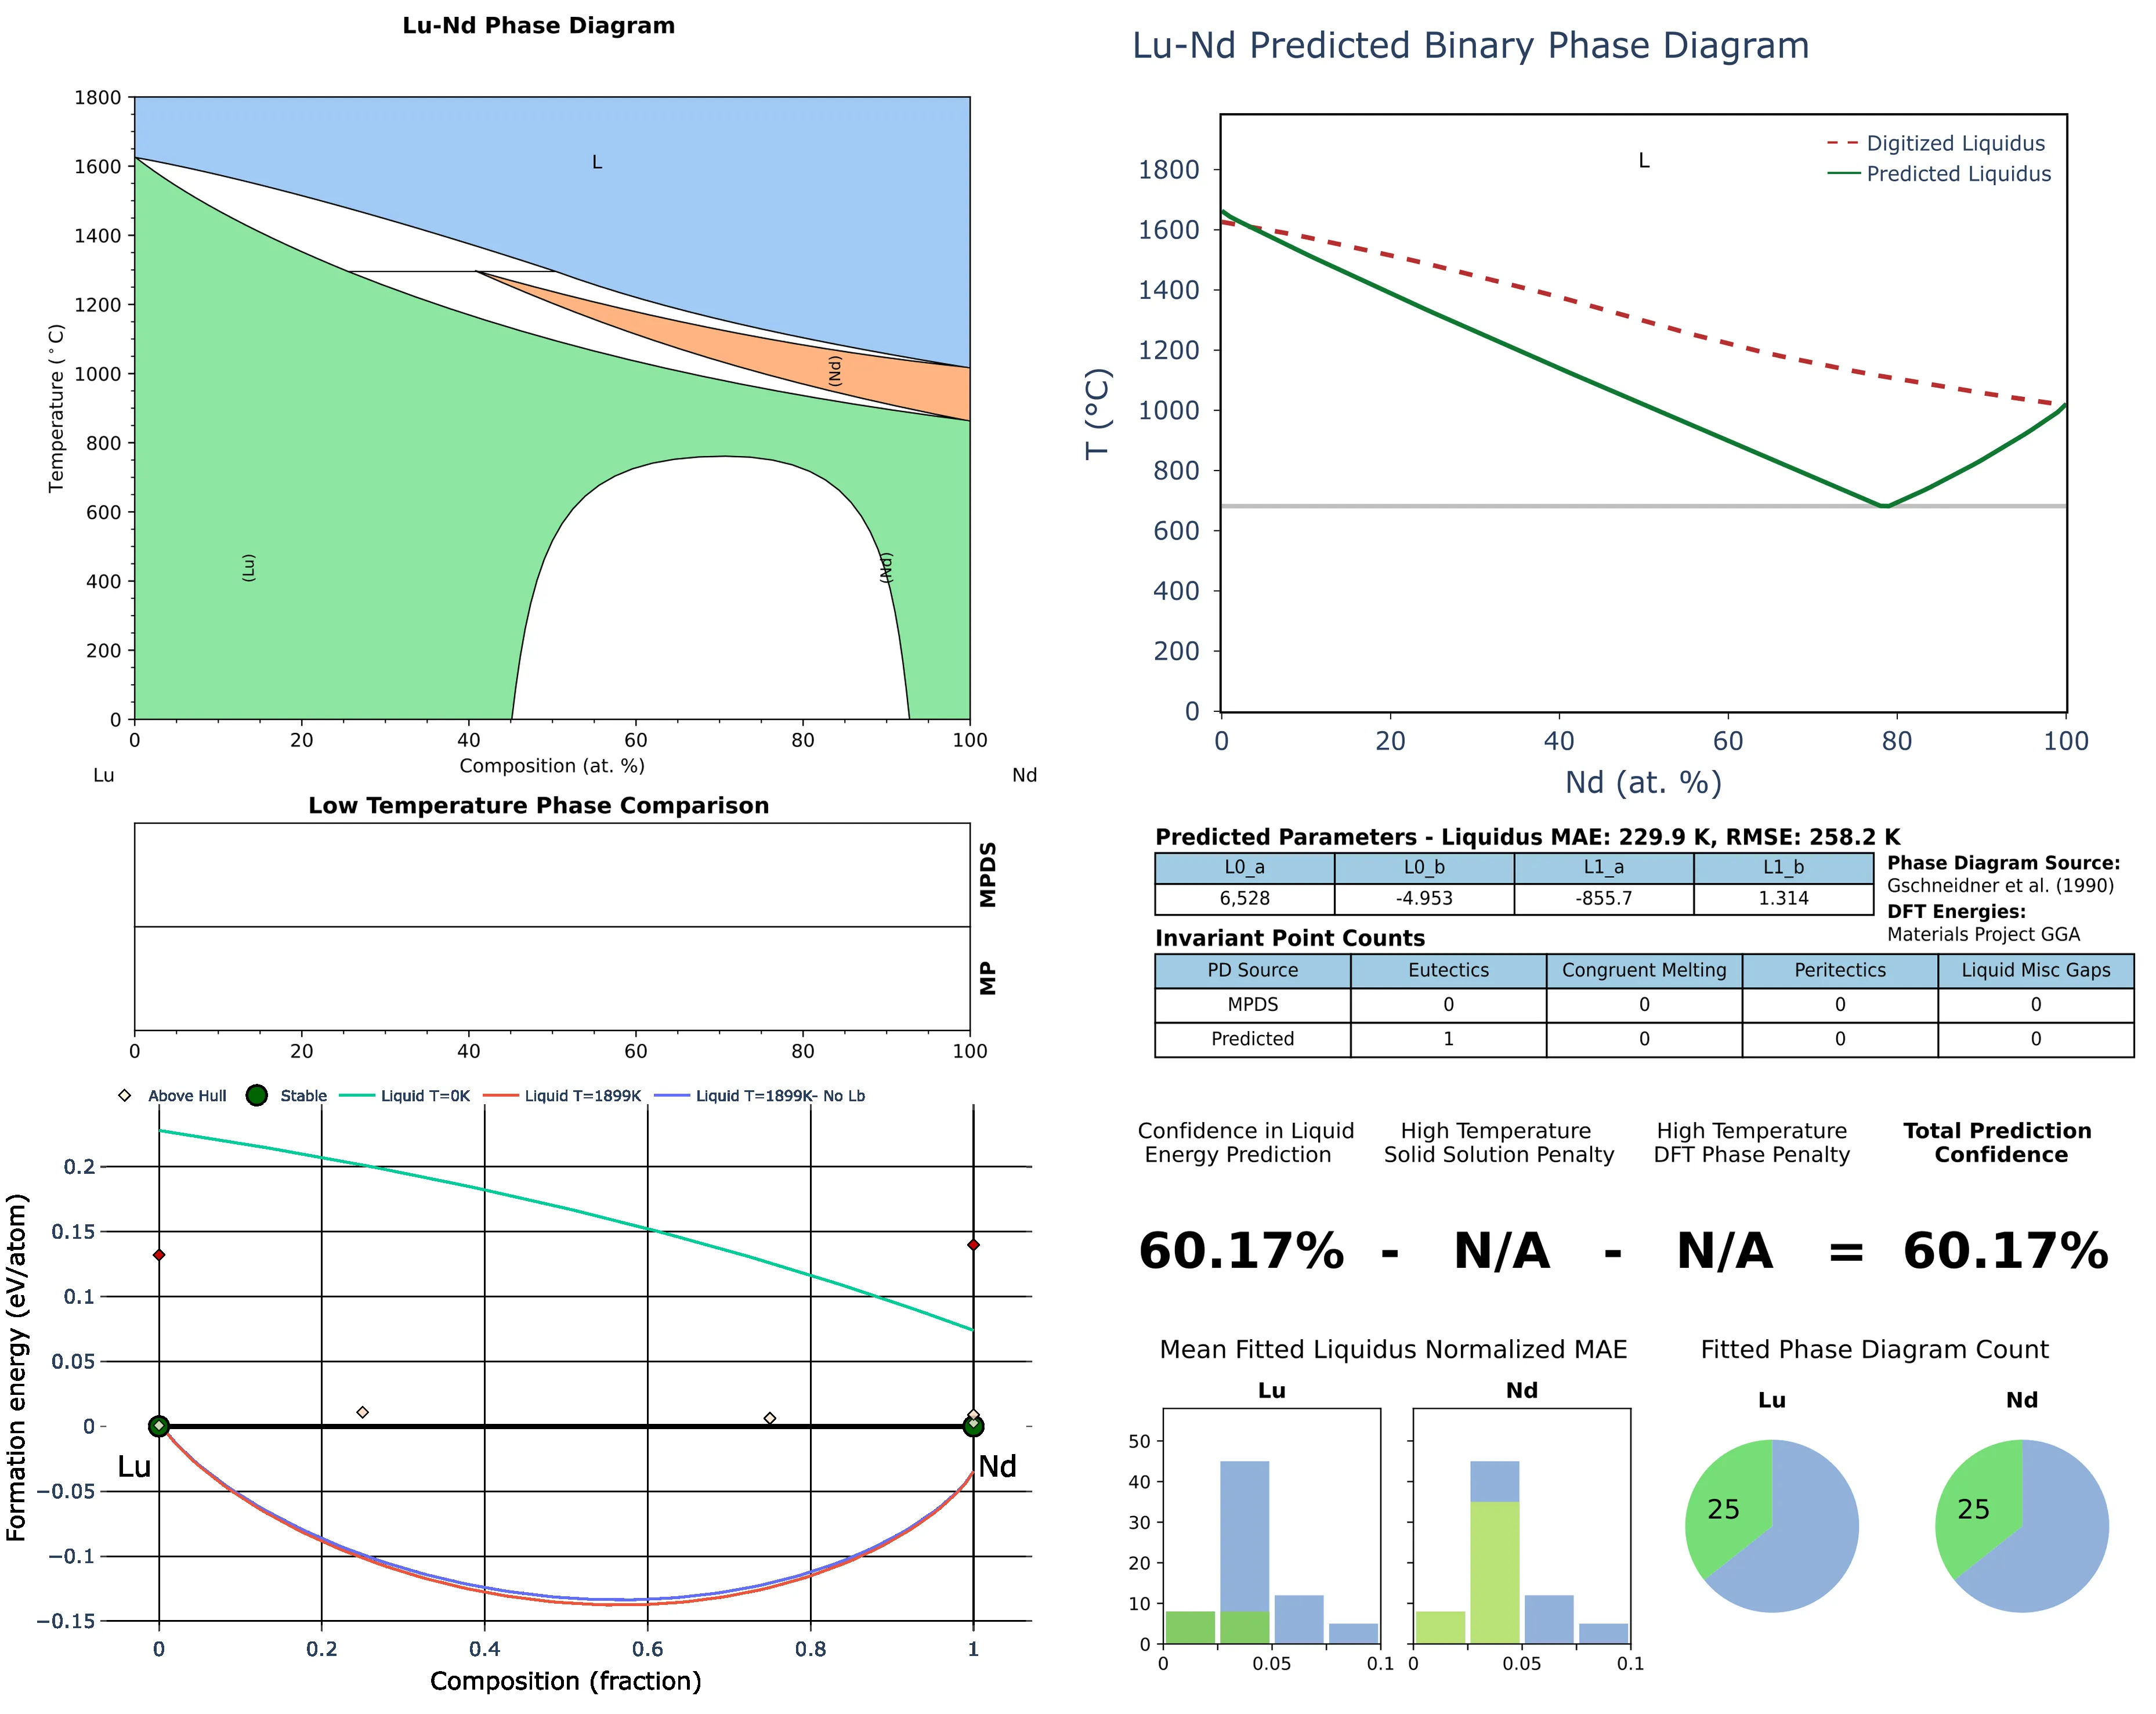 Lu-Nd Phase Diagram
1800
1600
1400
1200
1000
800
600
400
200
0
Temperature (°C)
L
(Nd)
(Lu)
(Nd)
0 20 40 60 80 100
Composition (at. %)
Lu Nd
Low Temperature Phase Comparison
MPDS
MP
0 20 40 60 80 100
Above Hull Stable Liquid T=0K Liquid T=1899K Liquid T=1899K- No Lb
0.2
0.15
0.1
0.05
0
−0.05
−0.1
−0.15
Formation energy (eV/atom)
Lu Nd
0 0.2 0.4 0.6 0.8 1
Composition (fraction)
Lu-Nd Predicted Binary Phase Diagram
L
Digitized Liquidus
Predicted Liquidus
1800
1600
1400
1200
1000
800
600
400
200
0
T (°C)
0 20 40 60 80 100
Nd (at. %)
Predicted Parameters - Liquidus MAE: 229.9 K, RMSE: 258.2 K
L0_a L0_b L1_a L1_b
6,528 -4.953 -855.7 1.314
Phase Diagram Source:
Gschneidner et al. (1990)
DFT Energies:
Materials Project GGA
Invariant Point Counts
PD Source Eutectics Congruent Melting Peritectics Liquid Misc Gaps
MPDS 0 0 0 0
Predicted 1 0 0 0
Confidence in Liquid
Energy Prediction
High Temperature
Solid Solution Penalty
High Temperature
DFT Phase Penalty
Total Prediction
Confidence
60.17% - N/A - N/A = 60.17%
Mean Fitted Liquidus Normalized MAE
Lu Nd
50
40
30
20
10
0
0 0.05 0.1 0 0.05 0.1
Fitted Phase Diagram Count
Lu Nd
25 25